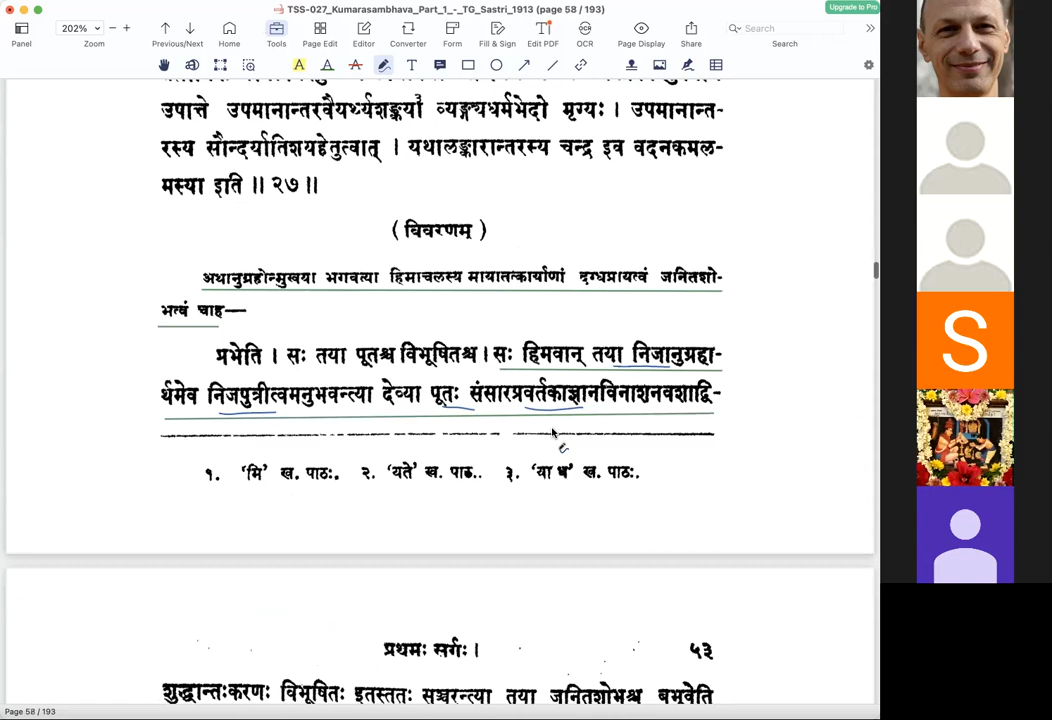 TSS-027_Kumarasambhava_Part_1_-_TG_Sastri_1913 (page 58 / 193)
Upgrade to Pro
202%
Panel Zoom Previous/Next Home Tools Page Edit Editor Converter Form Fill & Sign Edit PDF OCR Page Display Share Search
Search
उपात्ते उपमानान्तरवैयर्थ्यशङ्कायां व्यङ्ग्यधर्मभेदो मृग्यः । उपमानान्त-
रस्य सौन्दर्यातिशयहेतुत्वात् । यथालङ्कारान्तरस्य चन्द्र इव वदनकमल-
मस्या इति ॥ २७ ॥
( विवरणम् )
अथानुग्रहोन्मुखया भगवत्या हिमाचलस्य मायातत्कार्याणां दग्धप्रायत्वं जनितशो-
भत्वं चाह—
प्रभेति । सः तया पूतश्च विभूषितश्च । सः हिमवान् तया निजानुग्रहा-
र्थमेव निजपुत्रीत्वमनुभवन्त्या देव्या पूतः संसारप्रवर्तकाज्ञानविनाशनवशाद्वि-
१. 'मि' ख. पाठः. २. 'यते' ख. पाठ.. ३. 'या ख. पाठः.
प्रथमः सर्गः ।
५३
शुद्धान्तःकरणः विभूषितः इतस्ततः सञ्चरन्त्या तया जनितशोभश्च बभूवेति
S
Page 58 / 193